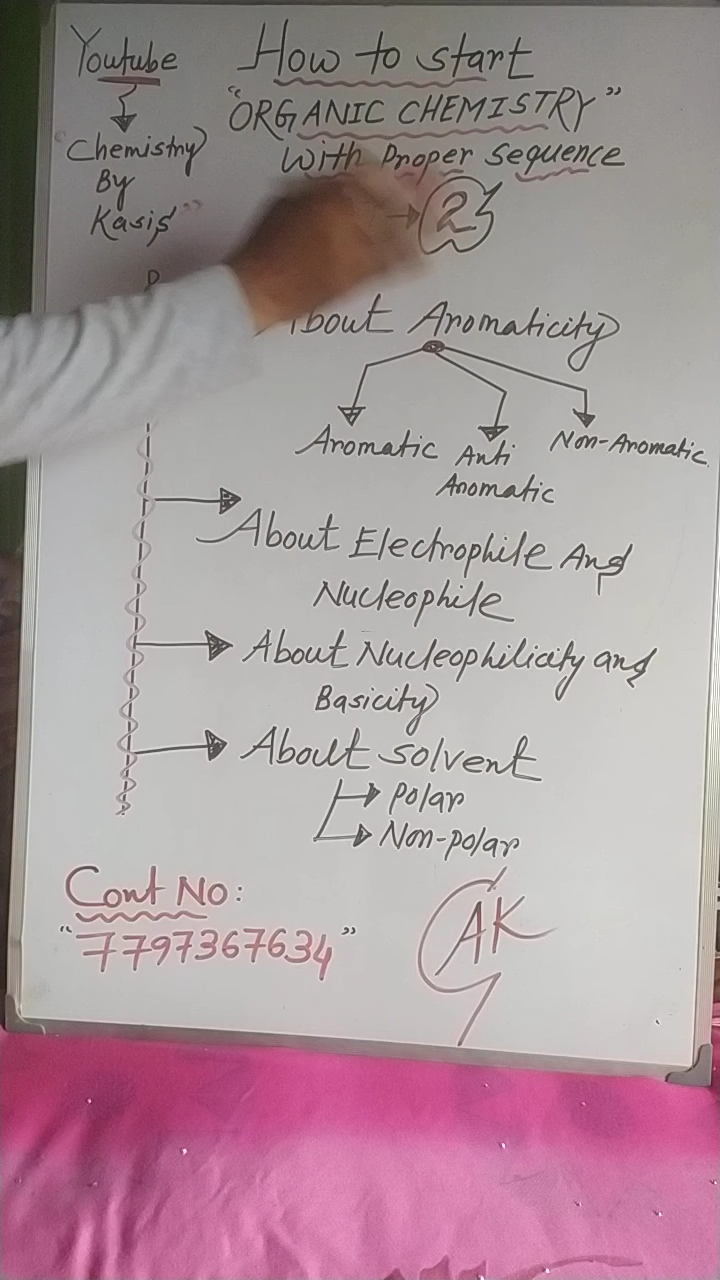 Youtube
"Chemistry
By
Kasis"
How to start
"ORGANIC CHEMISTRY"
With Proper sequence
2
About Aromaticity
Aromatic
Anti
Aromatic
Non-Aromatic.
About Electrophile And
Nucleophile
About Nucleophilicity and
Basicity
About solvent
Polar
Non-polar
Cont No:
"7797367634"
AK